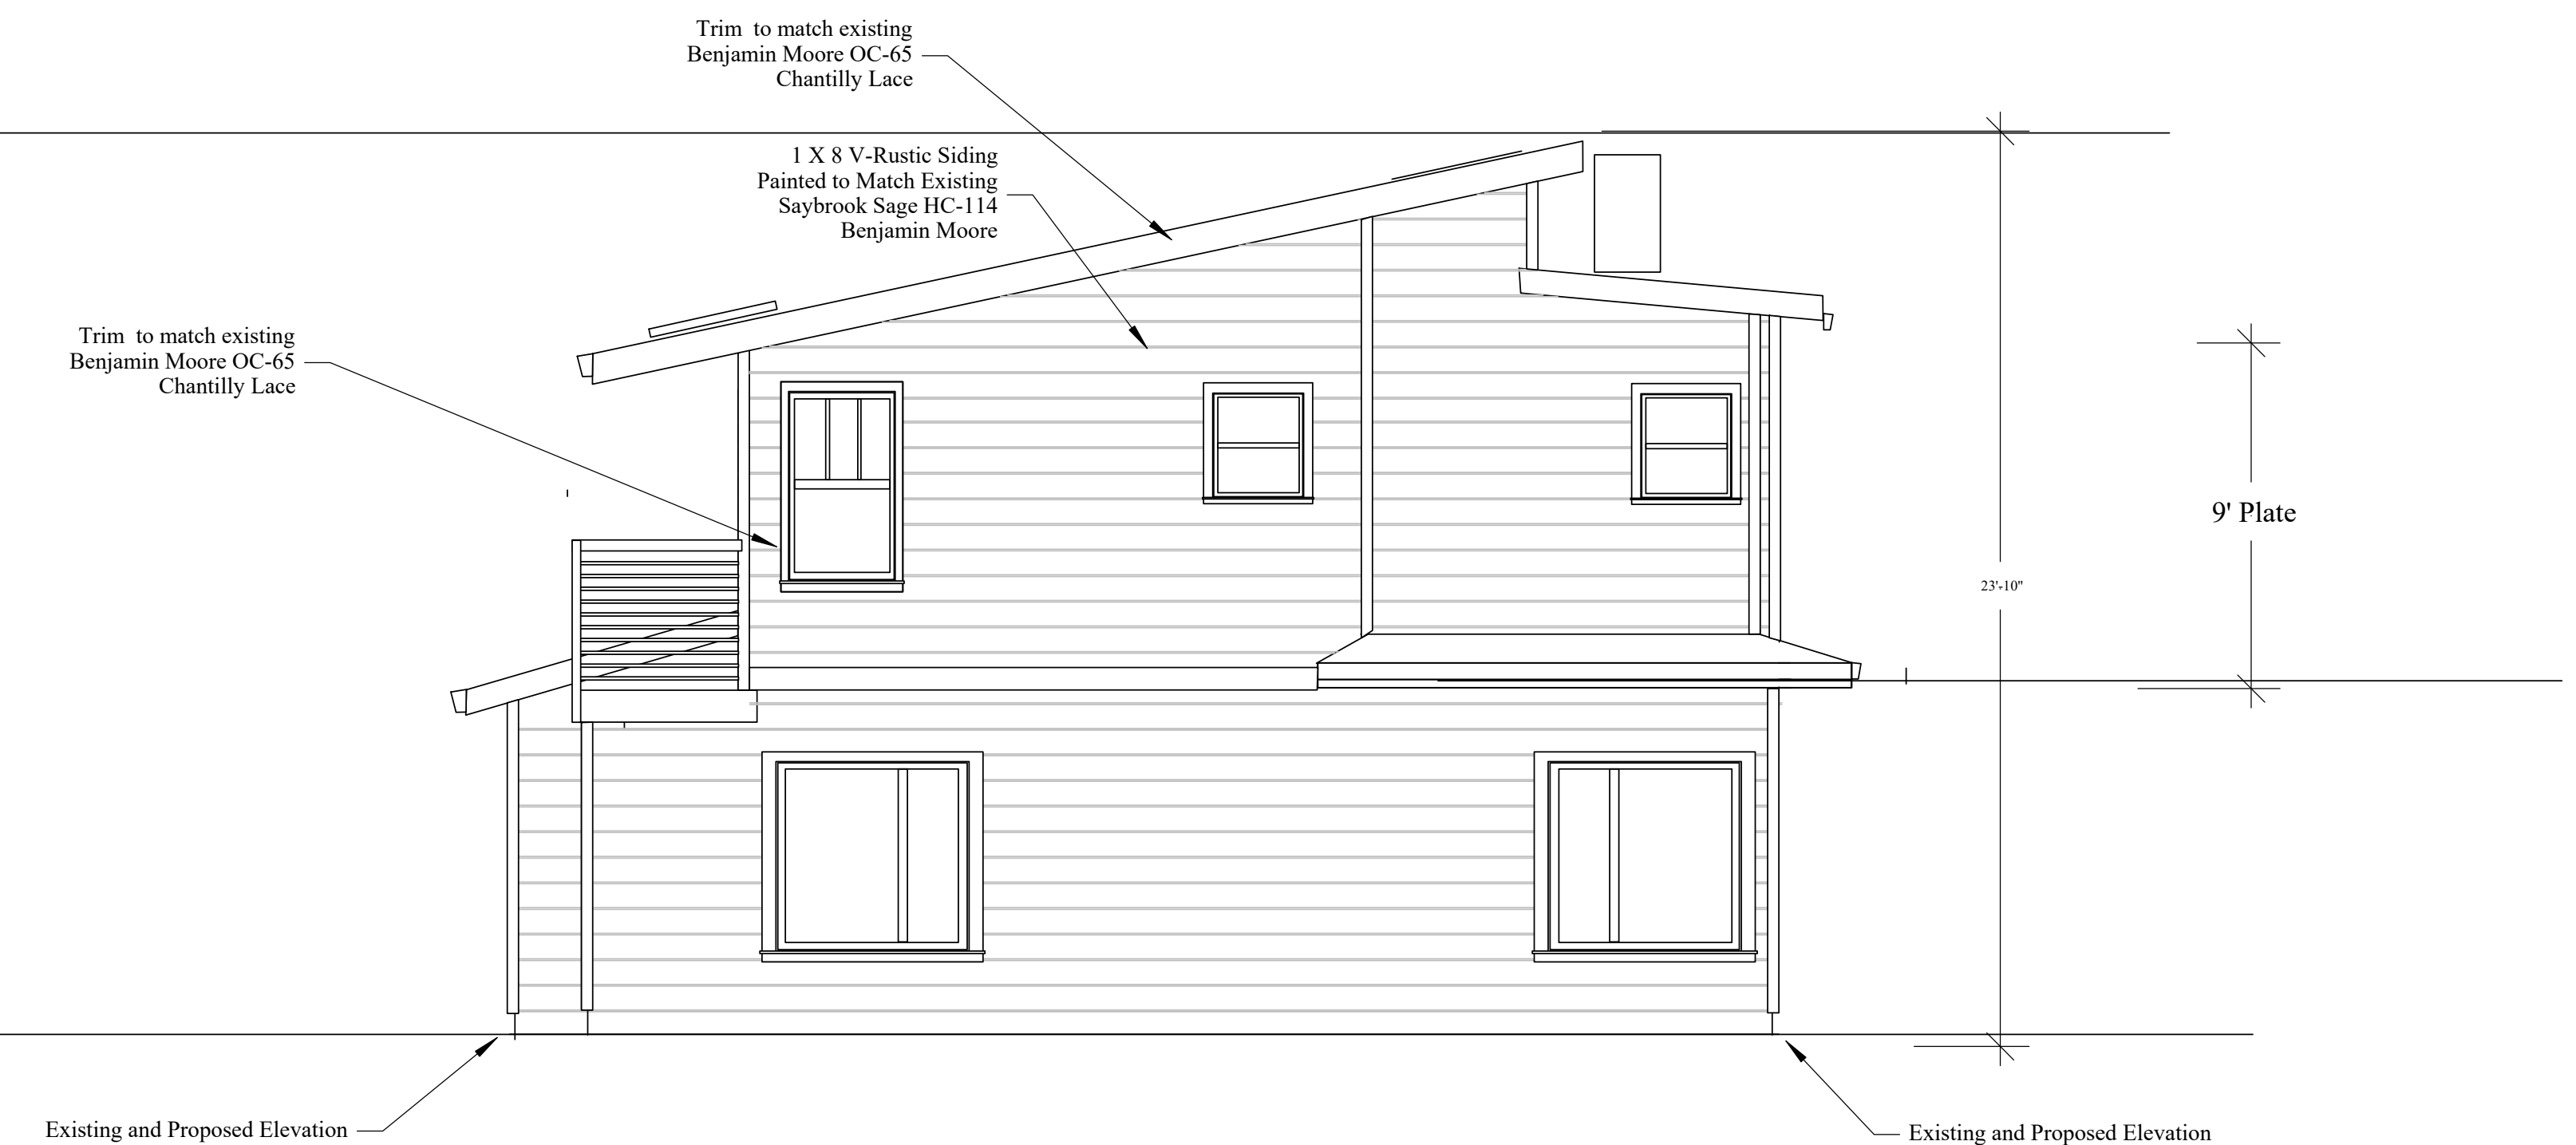 Trim  to match existing
Benjamin Moore OC-65
Chantilly Lace
1 X 8 V-Rustic Siding
Painted to Match Existing
Saybrook Sage HC-114
Benjamin Moore
Trim  to match existing
Benjamin Moore OC-65
Chantilly Lace
9' Plate
23'-10"
Existing and Proposed Elevation
Existing and Proposed Elevation